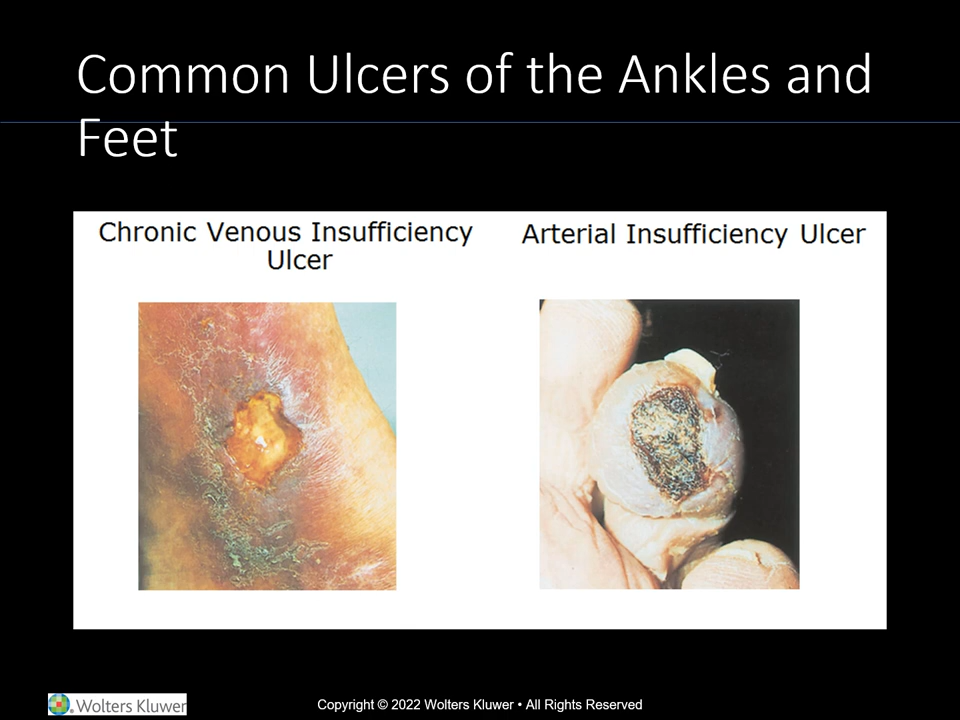 Common Ulcers of the Ankles and
Feet
Chronic Venous Insufficiency
Ulcer
Arterial Insufficiency Ulcer
Wolters Kluwer
Copyright © 2022 Wolters Kluwer • All Rights Reserved